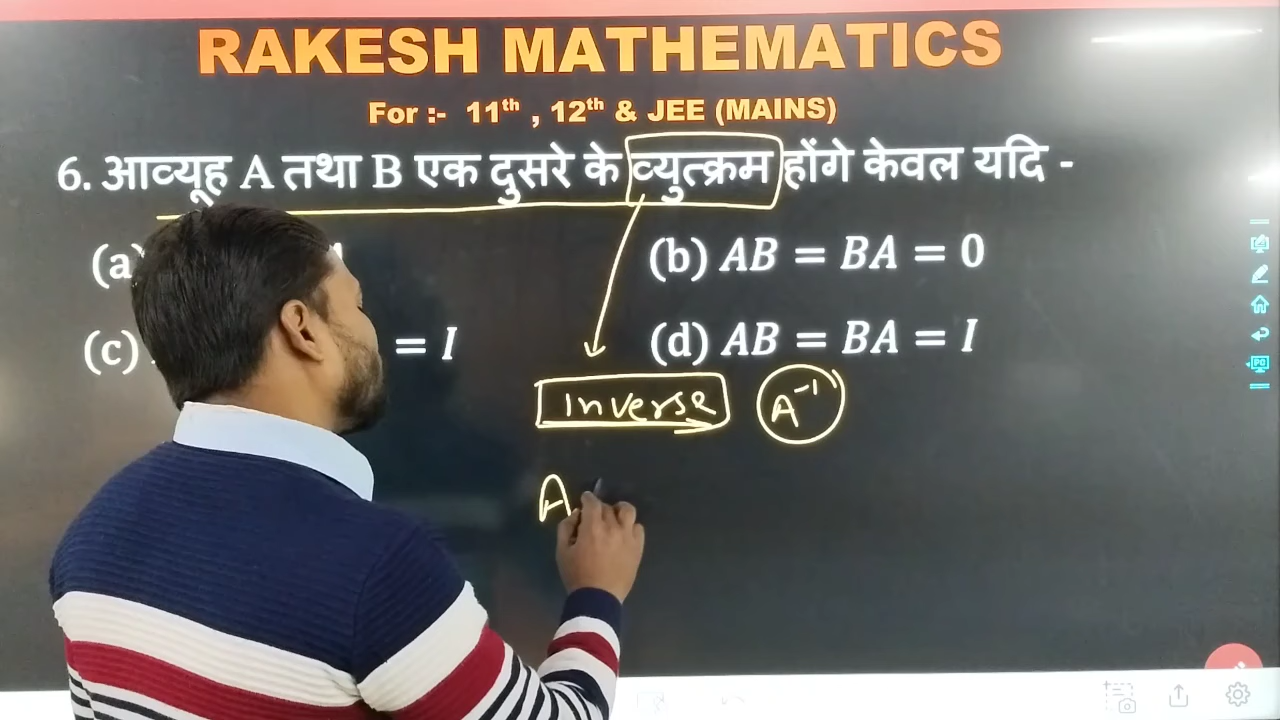 RAKESH MATHEMATICS
For :- 11th , 12th & JEE (MAINS)
6. आव्यूह A तथा B एक दुसरे के व्युत्क्रम होंगे केवल यदि -
(a)
(b) AB = BA = 0
(c) = I
(d) AB = BA = I
Inverse A⁻¹
A